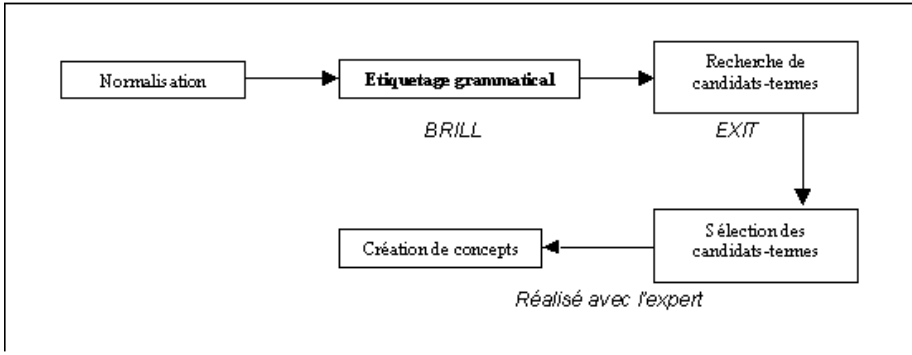 Normalisation
Etiquetage grammatical
Recherche de
candidats-termes
BRILL
EXIT
Création de concepts
Sélection des
candidats-termes
Réalisé avec l'expert